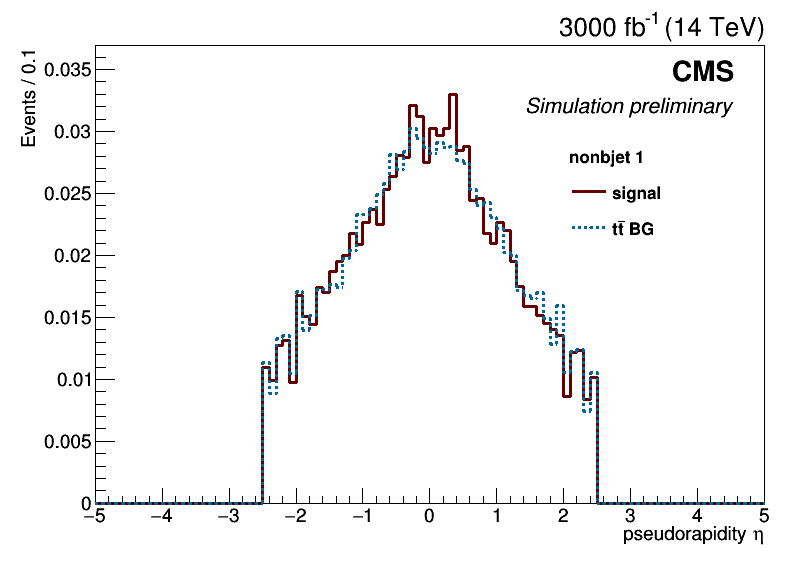 3000 fb⁻¹ (14 TeV)
Events / 0.1
CMS
Simulation preliminary
nonbjet 1
signal
tt̅ BG
0.035
0.03
0.025
0.02
0.015
0.01
0.005
0
−5 −4 −3 −2 −1 0 1 2 3 4 5
pseudorapidity η